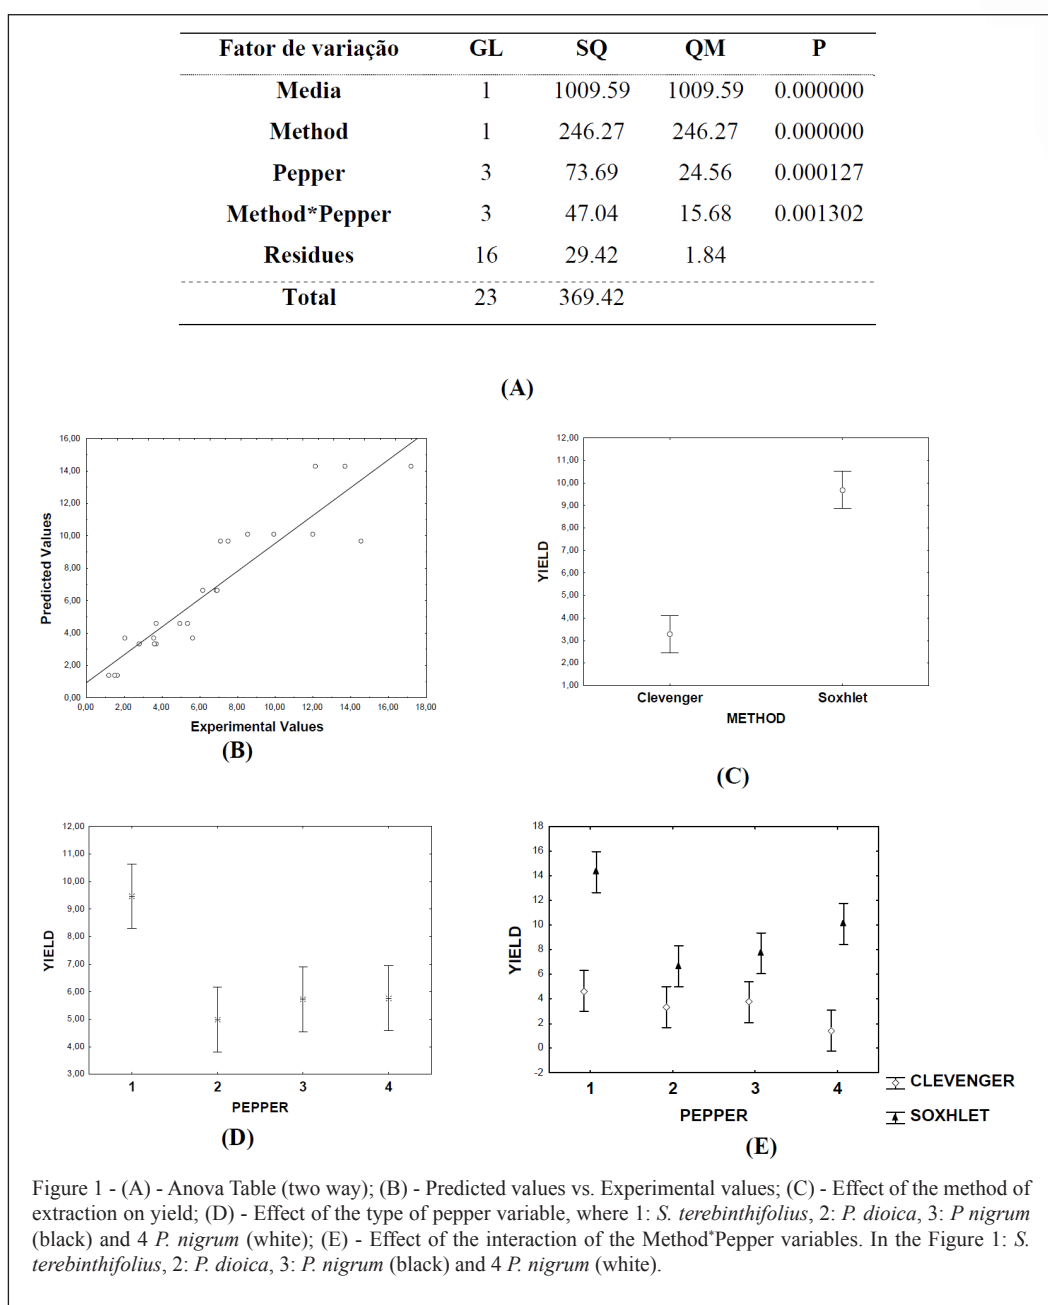 Fator de variação GL SQ QM P
Media 1 1009.59 1009.59 0.000000
Method 1 246.27 246.27 0.000000
Pepper 3 73.69 24.56 0.000127
Method*Pepper 3 47.04 15.68 0.001302
Residues 16 29.42 1.84
Total 23 369.42
(A)
16,00
14,00
12,00
10,00
8,00
6,00
4,00
2,00
0,00
Predicted Values
0,00 2,00 4,00 6,00 8,00 10,00 12,00 14,00 16,00 18,00
Experimental Values
(B)
12,00
11,00
10,00
9,00
8,00
7,00
6,00
5,00
4,00
3,00
2,00
1,00
YIELD
Clevenger Soxhlet
METHOD
(C)
12,00
11,00
10,00
9,00
8,00
7,00
6,00
5,00
4,00
3,00
YIELD
1 2 3 4
PEPPER
(D)
18
16
14
12
10
8
6
4
2
0
-2
YIELD
1 2 3 4
PEPPER
CLEVENGER
SOXHLET
(E)
Figure 1 - (A) - Anova Table (two way); (B) - Predicted values vs. Experimental values; (C) - Effect of the method of
extraction on yield; (D) - Effect of the type of pepper variable, where 1: S. terebinthifolius, 2: P. dioica, 3: P nigrum
(black) and 4 P. nigrum (white); (E) - Effect of the interaction of the Method*Pepper variables. In the Figure 1: S.
terebinthifolius, 2: P. dioica, 3: P. nigrum (black) and 4 P. nigrum (white).